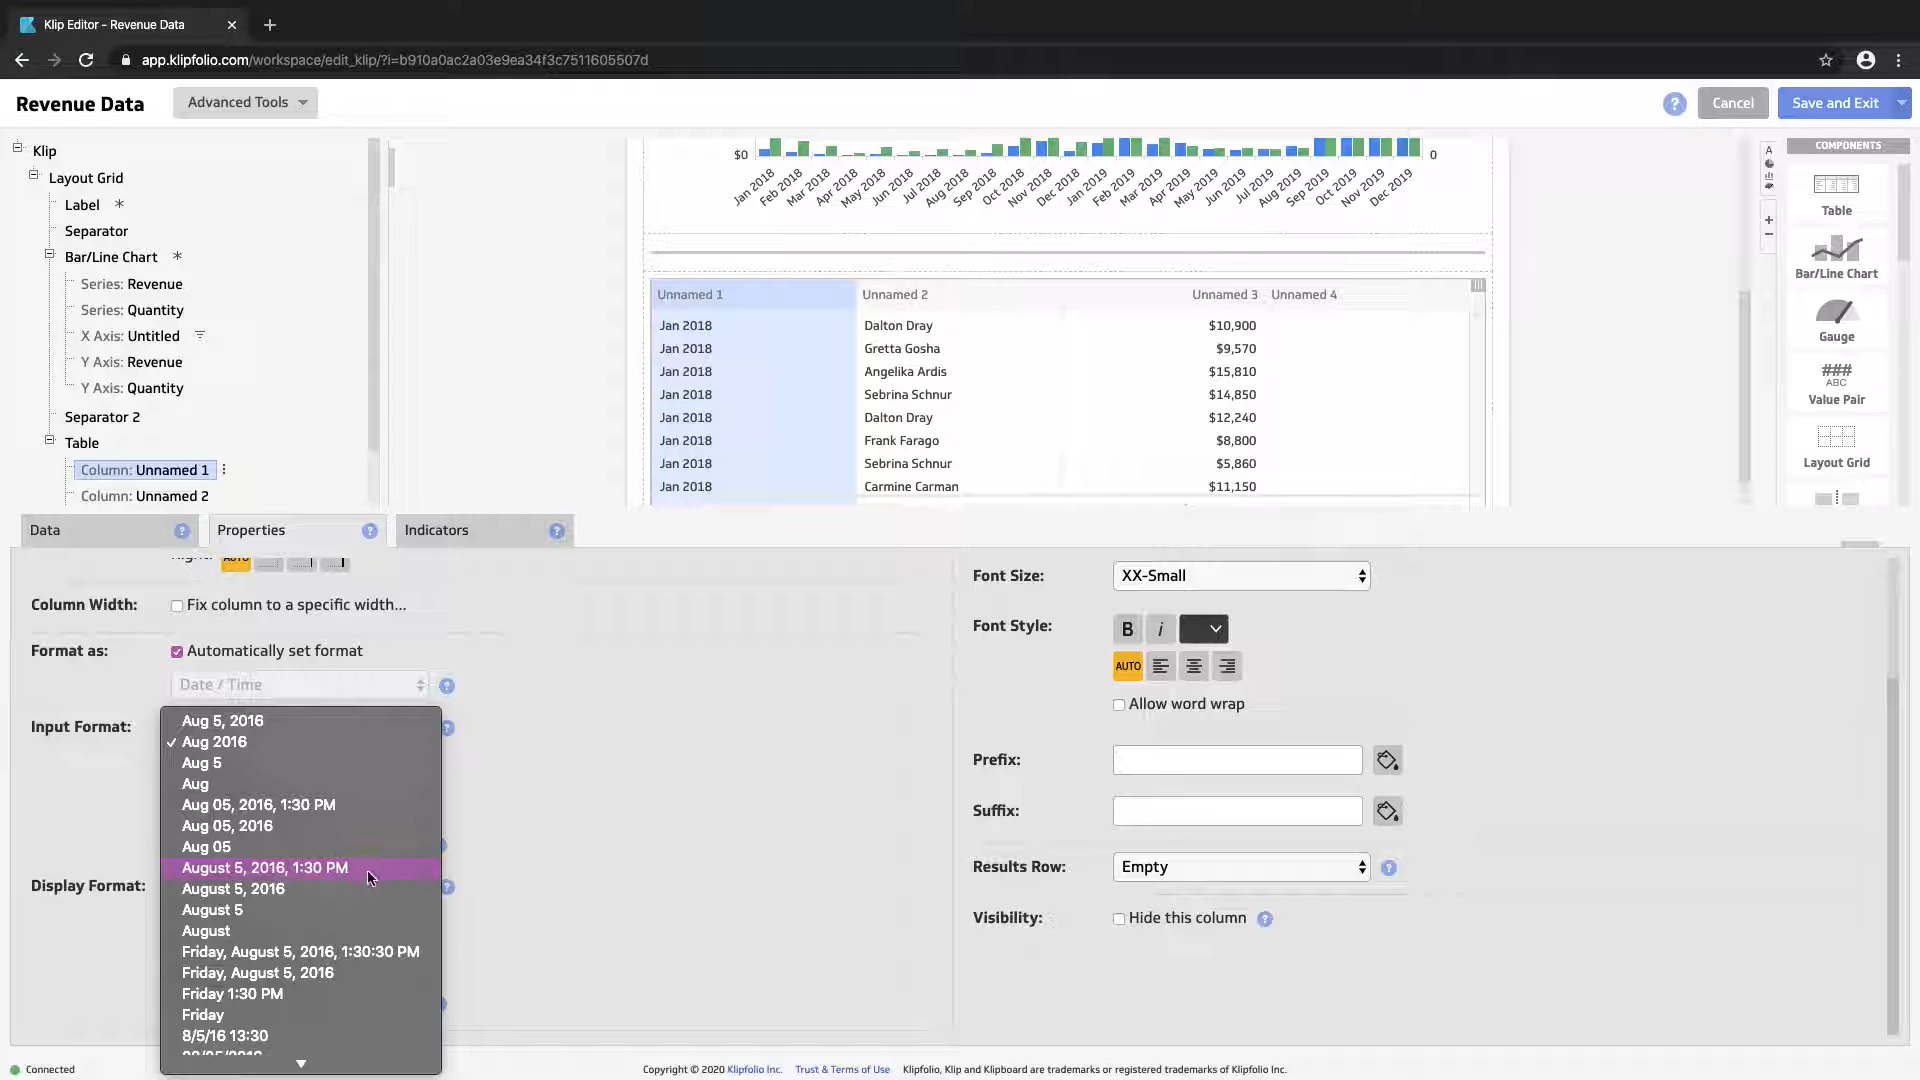 Klip Editor - Revenue Data
app.klipfolio.com/workspace/edit_klip/?i=b910a0ac2a03e9ea34f3c7511605507d
Revenue Data
Advanced Tools
?
Cancel
Save and Exit
Klip
Layout Grid
Label *
Separator
Bar/Line Chart *
Series: Revenue
Series: Quantity
X Axis: Untitled
Y Axis: Revenue
Y Axis: Quantity
Separator 2
Table
Column: Unnamed 1
Column: Unnamed 2
$0
0
Jan 2018
Feb 2018
Mar 2018
Apr 2018
May 2018
Jun 2018
Jul 2018
Aug 2018
Sep 2018
Oct 2018
Nov 2018
Dec 2018
Jan 2019
Feb 2019
Mar 2019
Apr 2019
May 2019
Jun 2019
Jul 2019
Aug 2019
Sep 2019
Oct 2019
Nov 2019
Dec 2019
Unnamed 1 Unnamed 2 Unnamed 3 Unnamed 4
Jan 2018 Dalton Dray $10,900
Jan 2018 Gretta Gosha $9,570
Jan 2018 Angelika Ardis $15,810
Jan 2018 Sebrina Schnur $14,850
Jan 2018 Dalton Dray $12,240
Jan 2018 Frank Farago $8,800
Jan 2018 Sebrina Schnur $5,860
Jan 2018 Carmine Carman $11,150
A
+
−
COMPONENTS
Table
Bar/Line Chart
Gauge
###
ABC
Value Pair
Layout Grid
Data ?
Properties ?
Indicators ?
AUTO
Column Width: Fix column to a specific width...
Format as: Automatically set format
Date / Time ?
Input Format: ?
Aug 5, 2016
✓ Aug 2016
Aug 5
Aug
Aug 05, 2016, 1:30 PM
Aug 05, 2016
Aug 05
August 5, 2016, 1:30 PM
August 5, 2016
August 5
August
Friday, August 5, 2016, 1:30:30 PM
Friday, August 5, 2016
Friday 1:30 PM
Friday
8/5/16 13:30
Display Format: ?
Font Size: XX-Small
Font Style: B i
AUTO
Allow word wrap
Prefix:
Suffix:
Results Row: Empty ?
Visibility: Hide this column ?
Connected
Copyright © 2020 Klipfolio Inc. Trust & Terms of Use Klipfolio, Klip and Klipboard are trademarks or registered trademarks of Klipfolio Inc.